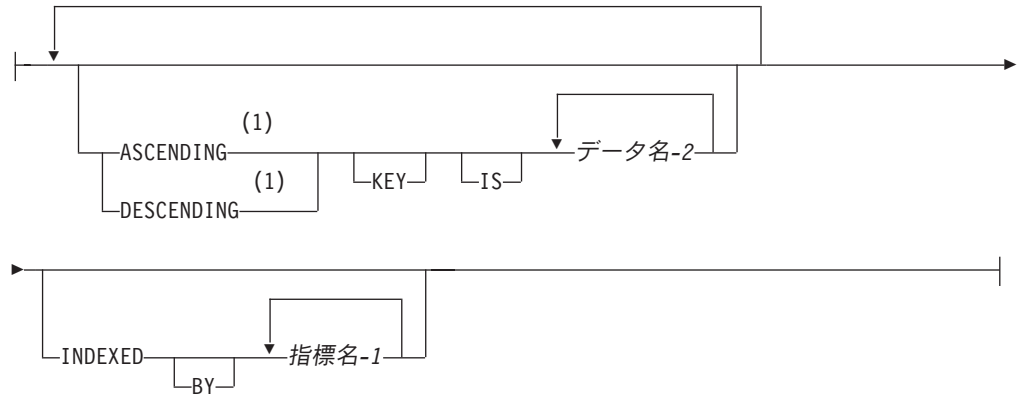 (1)
ASCENDING KEY IS データ名-2
(1)
DESCENDING
INDEXED BY 指標名-1